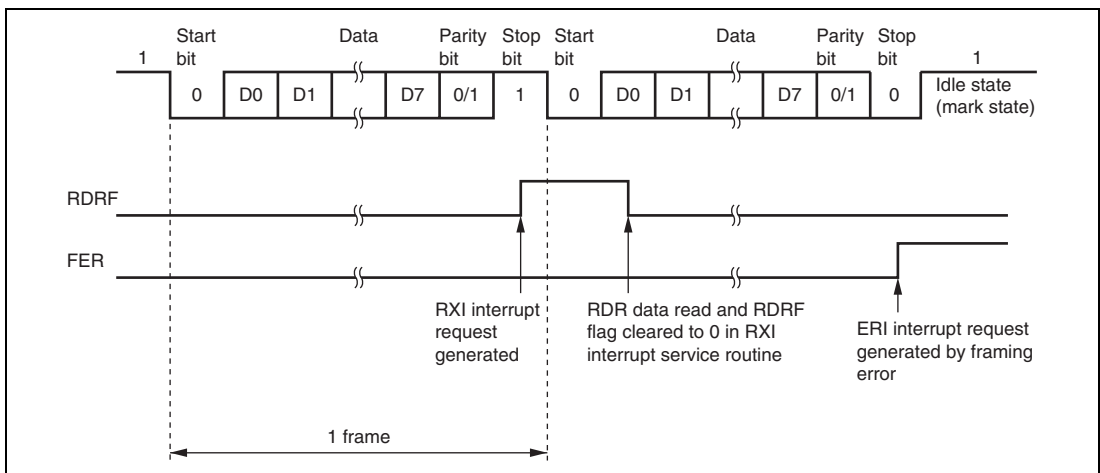 Start bit
Data
Parity bit
Stop bit
Start bit
Data
Parity bit
Stop bit
1
1
0
D0
D1
D7
0/1
1
0
D0
D1
D7
0/1
0
Idle state
(mark state)
RDRF
FER
RXI interrupt
request
generated
RDR data read and RDRF
flag cleared to 0 in RXI
interrupt service routine
ERI interrupt request
generated by framing
error
1 frame